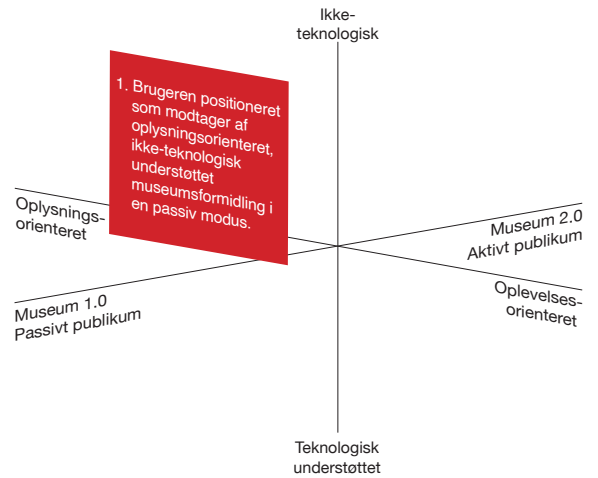 Ikke-
teknologisk
1. Brugeren positioneret
som modtager af
oplysningsorienteret,
ikke-teknologisk
understøttet
museumsformidling i
en passiv modus.
Oplysnings-
orienteret
Museum 2.0
Aktivt publikum
Oplevelses-
orienteret
Museum 1.0
Passivt publikum
Teknologisk
understøttet